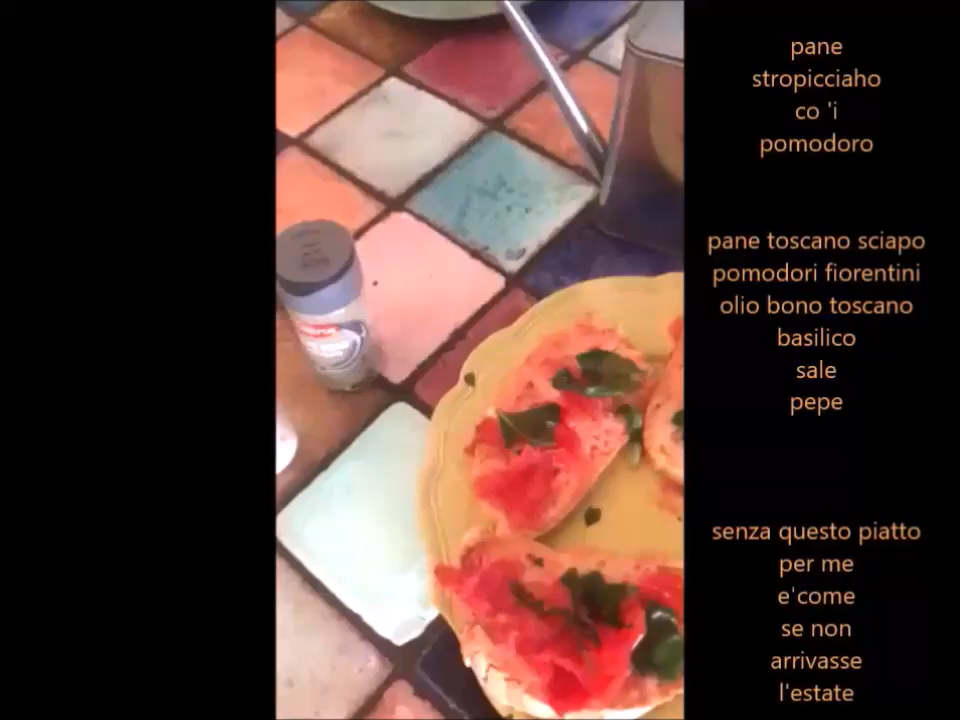 pane
stropicciaho
co 'i
pomodoro
pane toscano sciapo
pomodori fiorentini
olio bono toscano
basilico
sale
pepe
senza questo piatto
per me
e'come
se non
arrivasse
l'estate